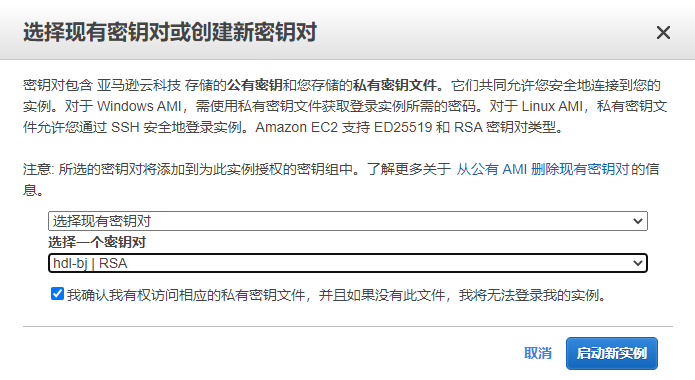 选择现有密钥对或创建新密钥对
密钥对包含 亚马逊云科技 存储的公有密钥和您存储的私有密钥文件。它们共同允许您安全地连接到您的
实例。对于 Windows AMI，需使用私有密钥文件获取登录实例所需的密码。对于 Linux AMI，私有密钥文
件允许您通过 SSH 安全地登录实例。Amazon EC2 支持 ED25519 和 RSA 密钥对类型。
注意: 所选的密钥对将添加到为此实例授权的密钥组中。了解更多关于 从公有 AMI 删除现有密钥对的信
息。
选择现有密钥对
选择一个密钥对
hdl-bj | RSA
我确认我有权访问相应的私有密钥文件，并且如果没有此文件，我将无法登录我的实例。
取消 启动新实例